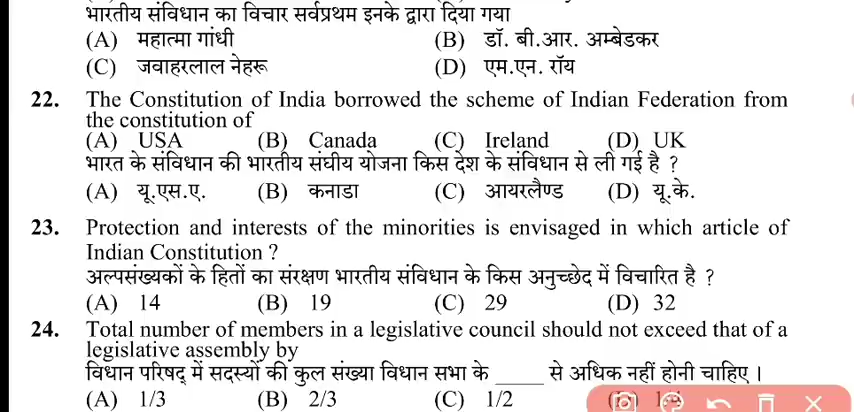 भारतीय संविधान का विचार सर्वप्रथम इनके द्वारा दिया गया
(A) महात्मा गांधी (B) डॉ. बी.आर. अम्बेडकर
(C) जवाहरलाल नेहरू (D) एम.एन. रॉय
22. The Constitution of India borrowed the scheme of Indian Federation from
the constitution of
(A) USA (B) Canada (C) Ireland (D) UK
भारत के संविधान की भारतीय संघीय योजना किस देश के संविधान से ली गई है ?
(A) यू.एस.ए. (B) कनाडा (C) आयरलैण्ड (D) यू.के.
23. Protection and interests of the minorities is envisaged in which article of
Indian Constitution ?
अल्पसंख्यकों के हितों का संरक्षण भारतीय संविधान के किस अनुच्छेद में विचारित है ?
(A) 14 (B) 19 (C) 29 (D) 32
24. Total number of members in a legislative council should not exceed that of a
legislative assembly by
विधान परिषद् में सदस्यों की कुल संख्या विधान सभा के ______ से अधिक नहीं होनी चाहिए ।
(A) 1/3 (B) 2/3 (C) 1/2